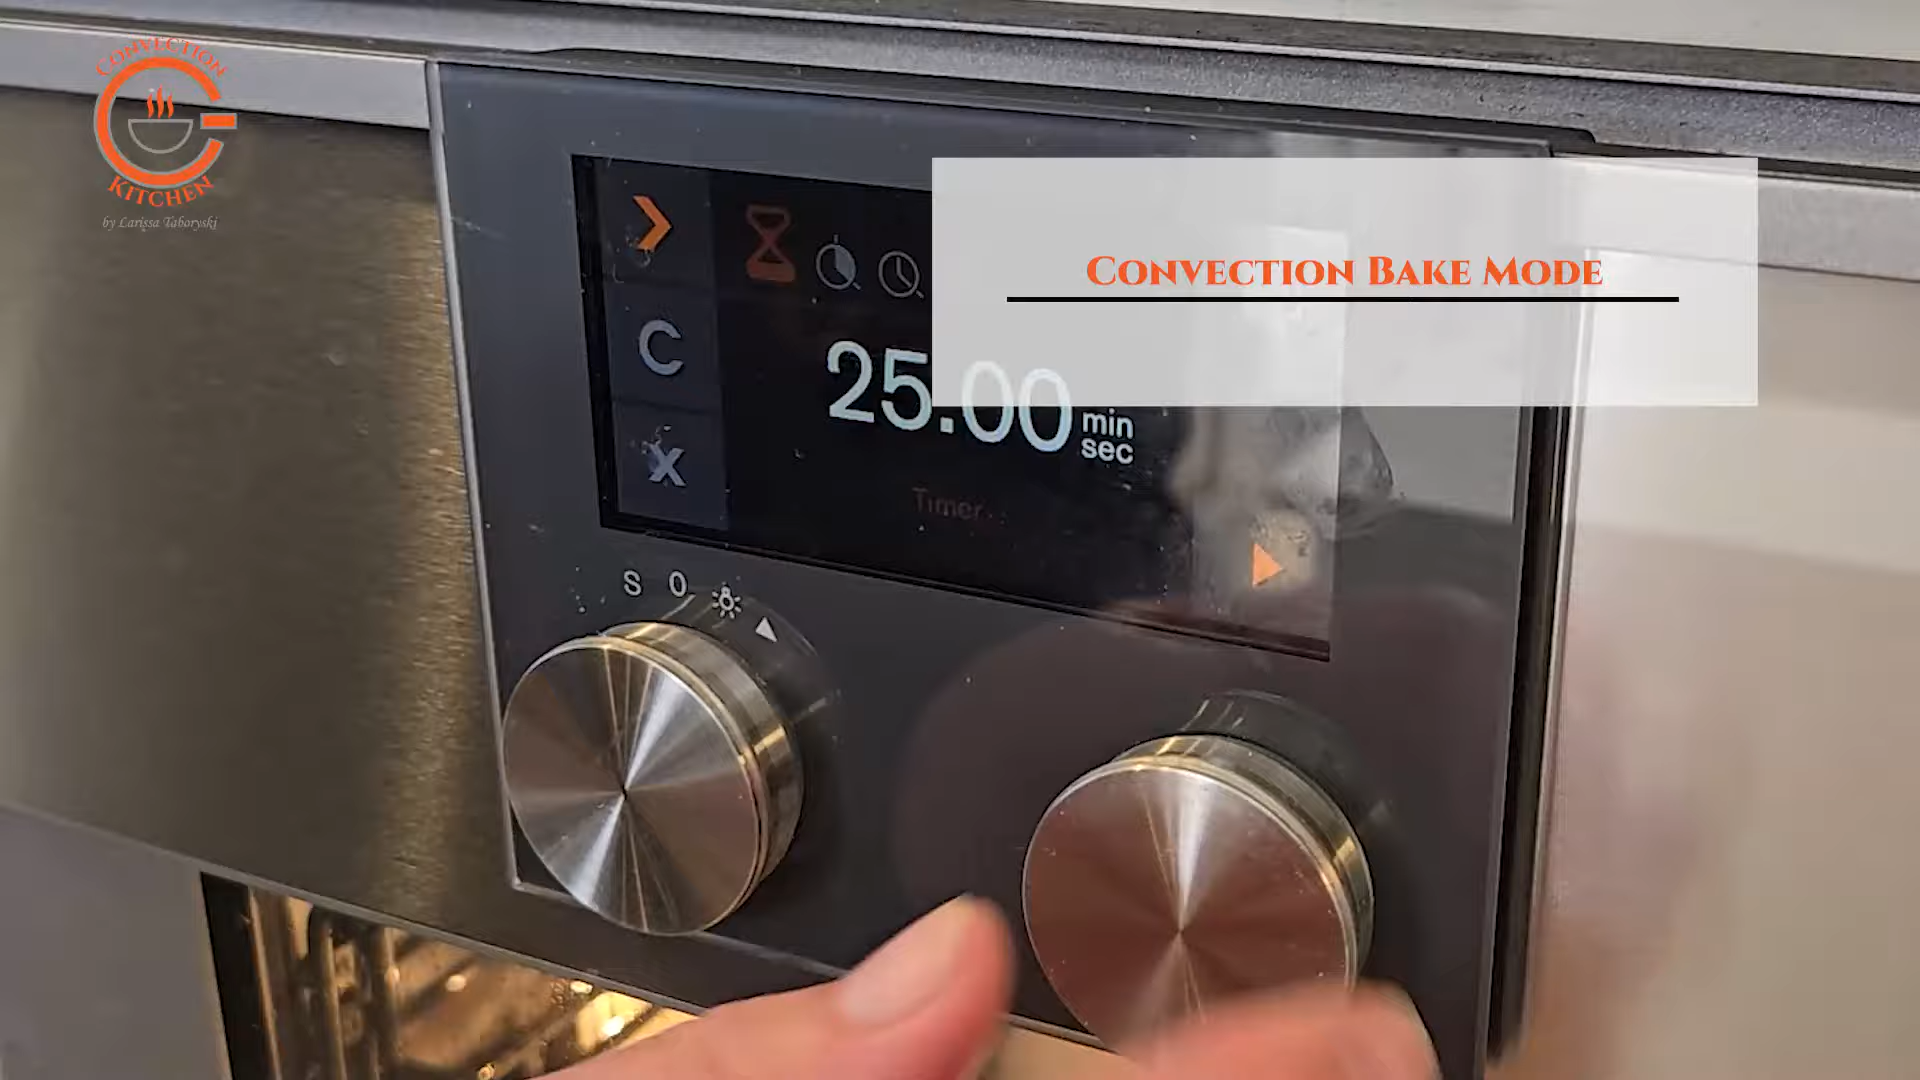 CONVECTION
KITCHEN
by Larissa Taboryski
CONVECTION BAKE MODE
C
25.00 min
sec
x
Timer
S 0